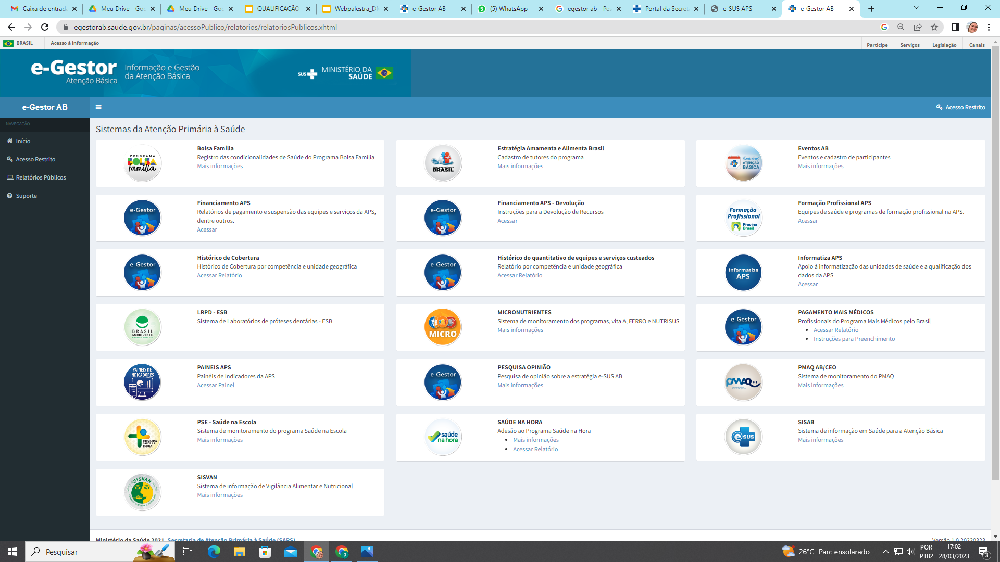 Caixa de entrada
Meu Drive - Goo
Meu Drive - Goo
QUALIFICAÇÃO
Webpalestra_DN
e-Gestor AB
(5) WhatsApp
egestor ab - Pes
Portal da Secret
e-SUS APS
e-Gestor AB
egestorab.saude.gov.br/paginas/acessoPublico/relatorios/relatoriosPublicos.xhtml
BRASIL
Acesso à informação
Participe
Serviços
Legislação
Canais
e-Gestor
Atenção Básica
Informação e Gestão
da Atenção Básica
SUS
MINISTÉRIO DA
SAÚDE
e-Gestor AB
Acesso Restrito
NAVEGAÇÃO
Início
Acesso Restrito
Relatórios Públicos
Suporte
Sistemas da Atenção Primária à Saúde
PROGRAMA
BOLSA
família
Bolsa Família
Registro das condicionalidades de Saúde do Programa Bolsa Família
Mais informações
Amamenta e Alimenta
BRASIL
Estratégia Amamenta e Alimenta Brasil
Cadastro de tutores do programa
Mais informações
Eventos
ATENÇÃO
BÁSICA
Eventos AB
Eventos e cadastro de participantes
Mais informações
e-Gestor
Financiamento APS
Relatórios de pagamento e suspensão das equipes e serviços da APS,
dentre outros.
Acessar
e-Gestor
Financiamento APS - Devolução
Instruções para a Devolução de Recursos
Acessar
Formação
Profissional
Previne
Brasil
Formação Profissional APS
Equipes de saúde e programas de formação profissional na APS.
Acessar
e-Gestor
Histórico de Cobertura
Histórico de Cobertura por competência e unidade geográfica
Acessar Relatório
e-Gestor
Histórico do quantitativo de equipes e serviços custeados
Relatório por competência e unidade geográfica
Acessar Relatório
Informatiza
APS
Informatiza APS
Apoio à informatização das unidades de saúde e a qualificação dos
dados da APS
Acessar
BRASIL
SORRIDENTE
LRPD - ESB
Sistema de Laboratórios de próteses dentárias - ESB
MICRO
MICRONUTRIENTES
Sistema de monitoramento dos programas, vita A, FERRO e NUTRISUS
Mais informações
e-Gestor
PAGAMENTO MAIS MÉDICOS
Profissionais do Programa Mais Médicos pelo Brasil
• Acessar Relatório
• Instruções para Preenchimento
PAINÉIS DE
INDICADORES
PAINEIS APS
Painéis de Indicadores da APS
Acessar Painel
e-Gestor
PESQUISA OPINIÃO
Pesquisa de opinião sobre a estratégia e-SUS AB
Mais informações
PMAQ
PMAQ AB/CEO
Sistema de monitoramento do PMAQ
Mais informações
PROGRAMA
SAÚDE NA
ESCOLA
PSE - Saúde na Escola
Sistema de monitoramento do programa Saúde na Escola
Mais informações
saúde
na hora
SAÚDE NA HORA
Adesão ao Programa Saúde na Hora
• Mais informações
• Acessar Relatório
e sus
SISAB
Sistema de informação em Saúde para a Atenção Básica
Mais informações
SISVAN
SISVAN
Sistema de informação de Vigilância Alimentar e Nutricional
Mais informações
Ministério da Saúde 2021. Secretaria de Atenção Primária à Saúde (SAPS)
Versão 1.0.20230323
Pesquisar
26°C Parc ensolarado
POR
PTB2
17:02
28/03/2023
3